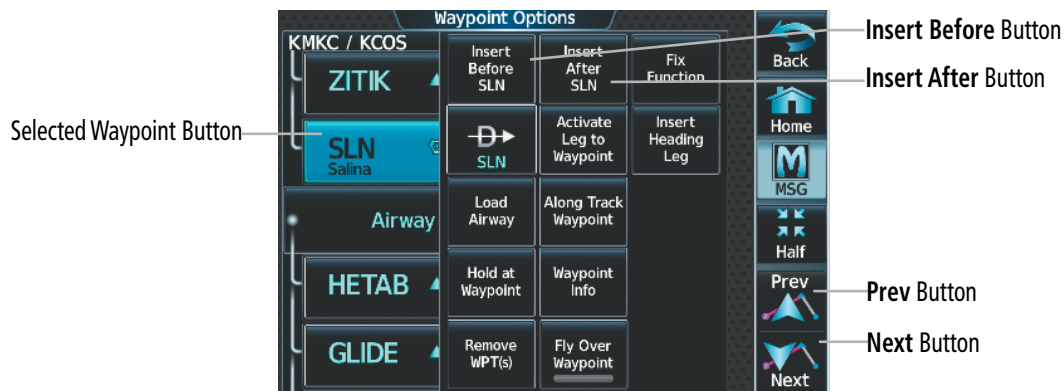 Waypoint Options
KMKC / KCOS
ZITIK
SLN
Salina
Airway
HETAB
GLIDE
Insert
Before
SLN
Insert
After
SLN
Fix
Function
SLN
Activate
Leg to
Waypoint
Insert
Heading
Leg
Load
Airway
Along Track
Waypoint
Hold at
Waypoint
Waypoint
Info
Remove
WPT(s)
Fly Over
Waypoint
Back
Home
MSG
Half
Prev
Next
Selected Waypoint Button
Insert Before Button
Insert After Button
Prev Button
Next Button